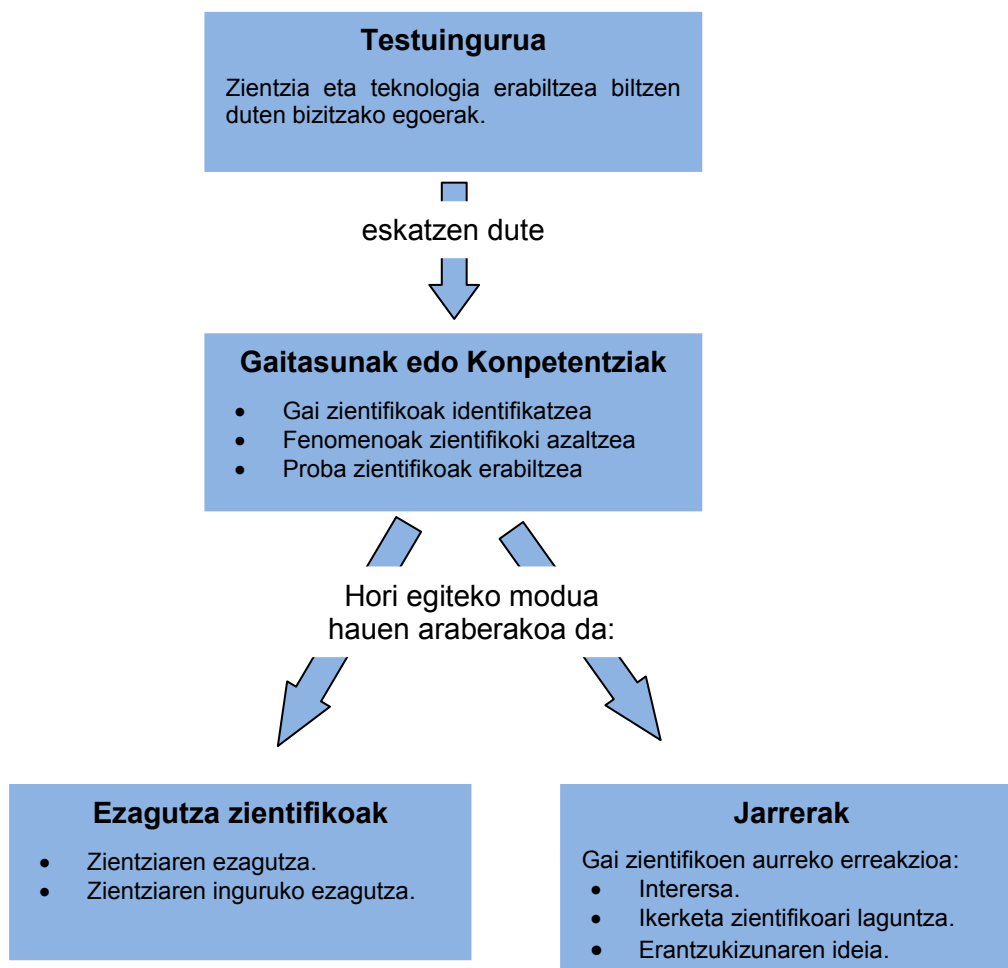 Testuingurua
Zientzia eta teknologia erabiltzea biltzen
duten bizitzako egoerak.
eskatzen dute
Gaitasunak edo Konpetentziak
• Gai zientifikoak identifikatzea
• Fenomenoak zientifikoki azaltzea
• Proba zientifikoak erabiltzea
Hori egiteko modua
hauen araberakoa da:
Ezagutza zientifikoak
• Zientziaren ezagutza.
• Zientziaren inguruko ezagutza.
Jarrerak
Gai zientifikoen aurreko erreakzioa:
• Interersa.
• Ikerketa zientifikoari laguntza.
• Erantzukizunaren ideia.